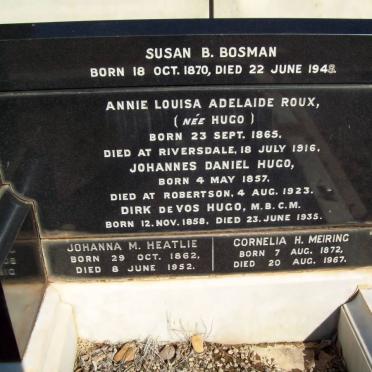 SUSAN B. BOSMAN
BORN 18 OCT. 1870, DIED 22 JUNE
ANNIE LOUISA ADELAIDE ROUX,
( NÉE HUGO )
BORN 23 SEPT. 1865.
DIED AT RIVERSDALE, 18 JULY 1916.
JOHANNES DANIEL HUGO,
BORN 4 MAY 1857.
DIED AT ROBERTSON, 4 AUG. 1923.
DIRK DE VOS HUGO, M.B.C.M.
BORN 12. NOV. 1858. DIED 23. JUNE 1935.
JOHANNA M. HEATLIE
BORN 29 OCT. 1862,
DIED 8 JUNE 1952.
CORNELIA H. MEIRING
BORN 7 AUG. 1872,
DIED 20 AUG. 1967.